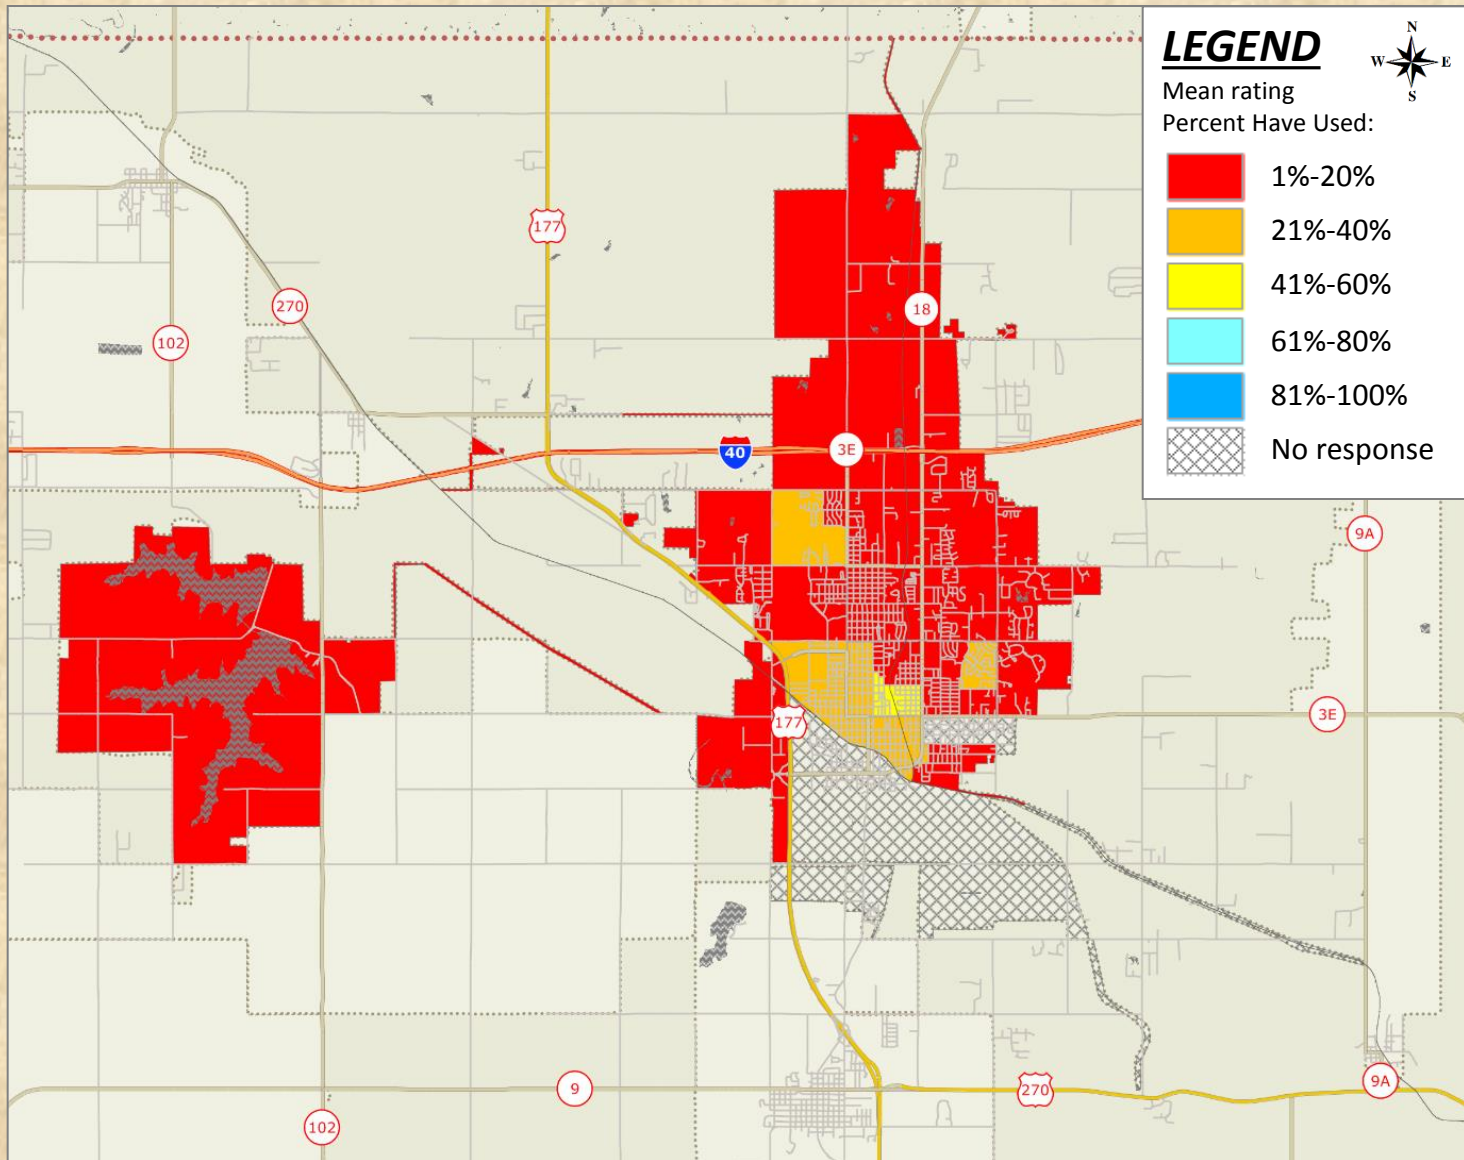 LEGEND
N
W E
S
Mean rating
Percent Have Used:
1%-20%
21%-40%
41%-60%
61%-80%
81%-100%
No response
177
270
18
102
40
3E
9A
177
3E
9
270
9A
102